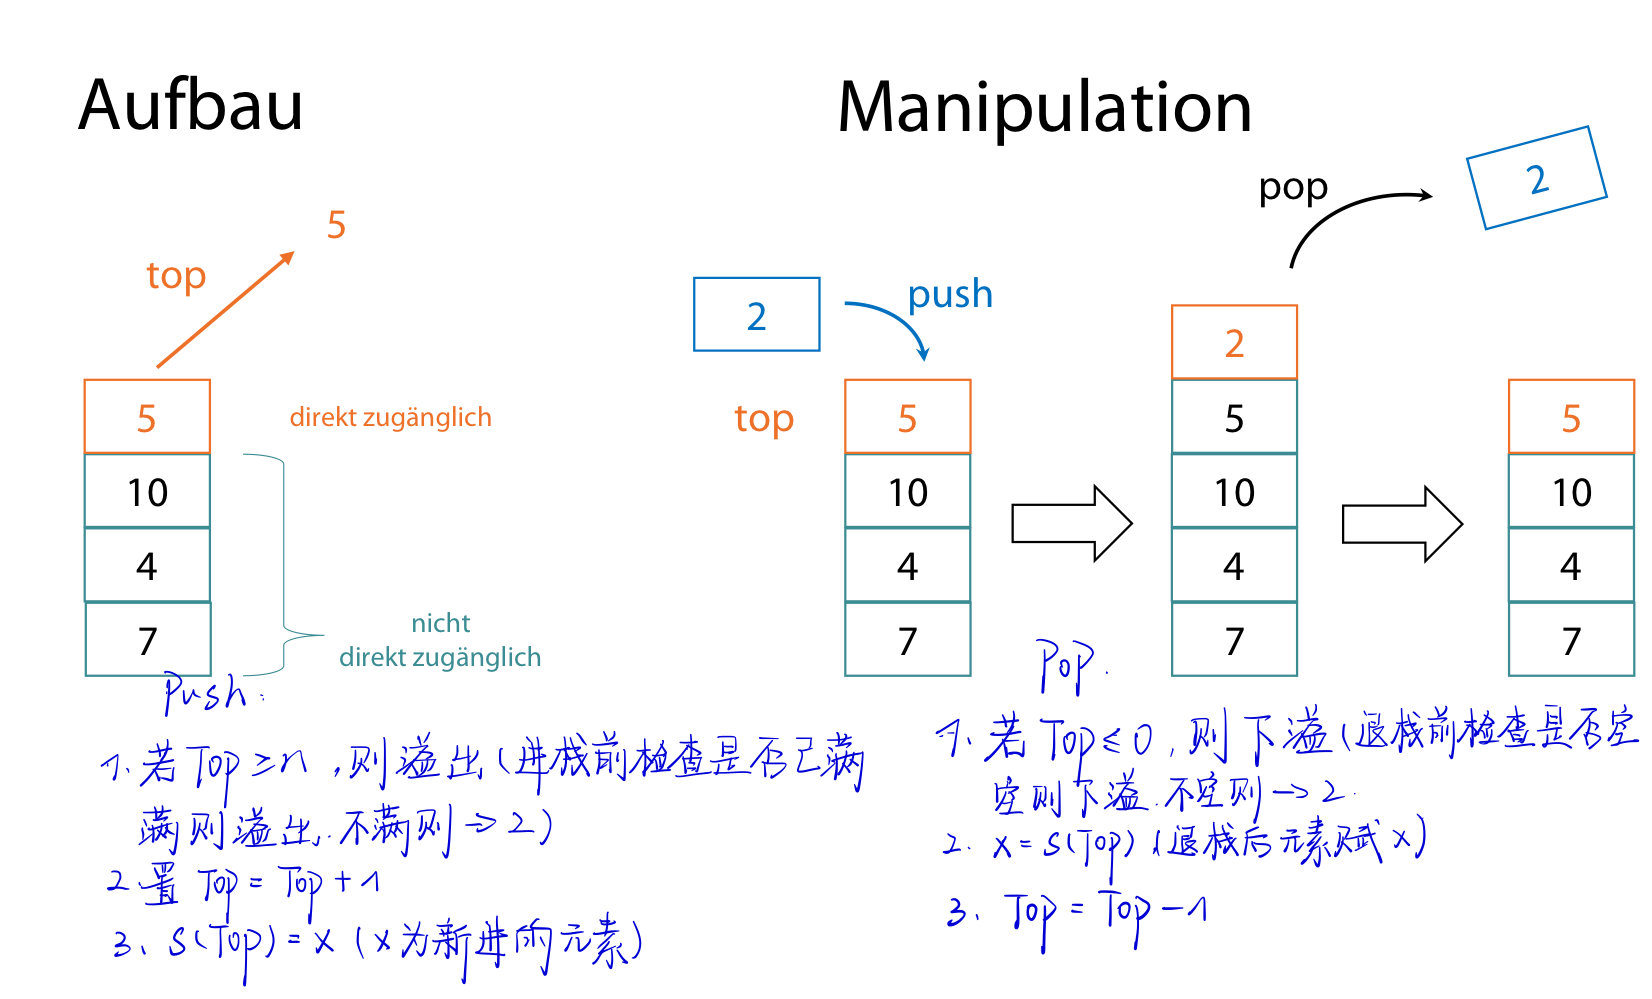 Aufbau
Manipulation
5
top
5
direkt zugänglich
10
4
7
nicht
direkt zugänglich
2
push
top
5
10
4
7
pop
2
2
5
10
4
7
5
10
4
7
Push:
1. 若 Top ≥ n ,则溢出(进栈前检查是否已满
满则溢出, 不满则→2)
2.置 Top = Top + 1
3、S(Top) = x (x为新进的元素)
Pop.
1. 若 Top ≤ 0 , 则下溢(退栈前检查是否空
空则下溢.不空则→2.
2. x = S(Top) (退栈后元素赋x)
3. Top = Top - 1